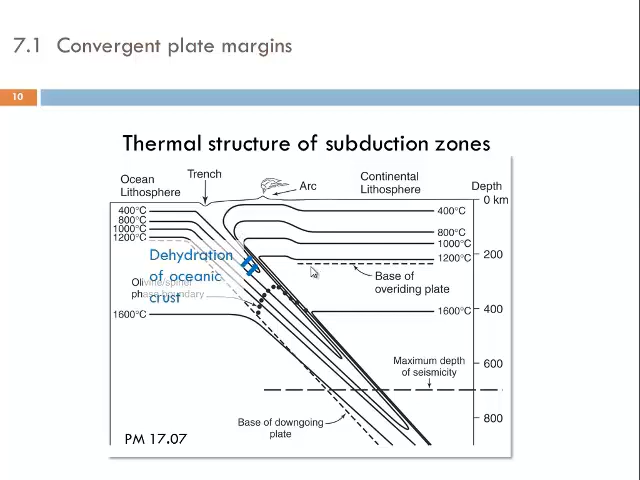 7.1 Convergent plate margins
10
Thermal structure of subduction zones
Ocean
Lithosphere
Trench
Arc
Continental
Lithosphere
Depth
0 km
400°C
800°C
1000°C
1200°C
400°C
800°C
1000°C
1200°C
200
Dehydration
of oceanic
crust
Olivine/spinel
phase boundary
Base of
overiding plate
1600°C
1600°C
400
Maximum depth
of seismicity
600
800
Base of downgoing
plate
PM 17.07